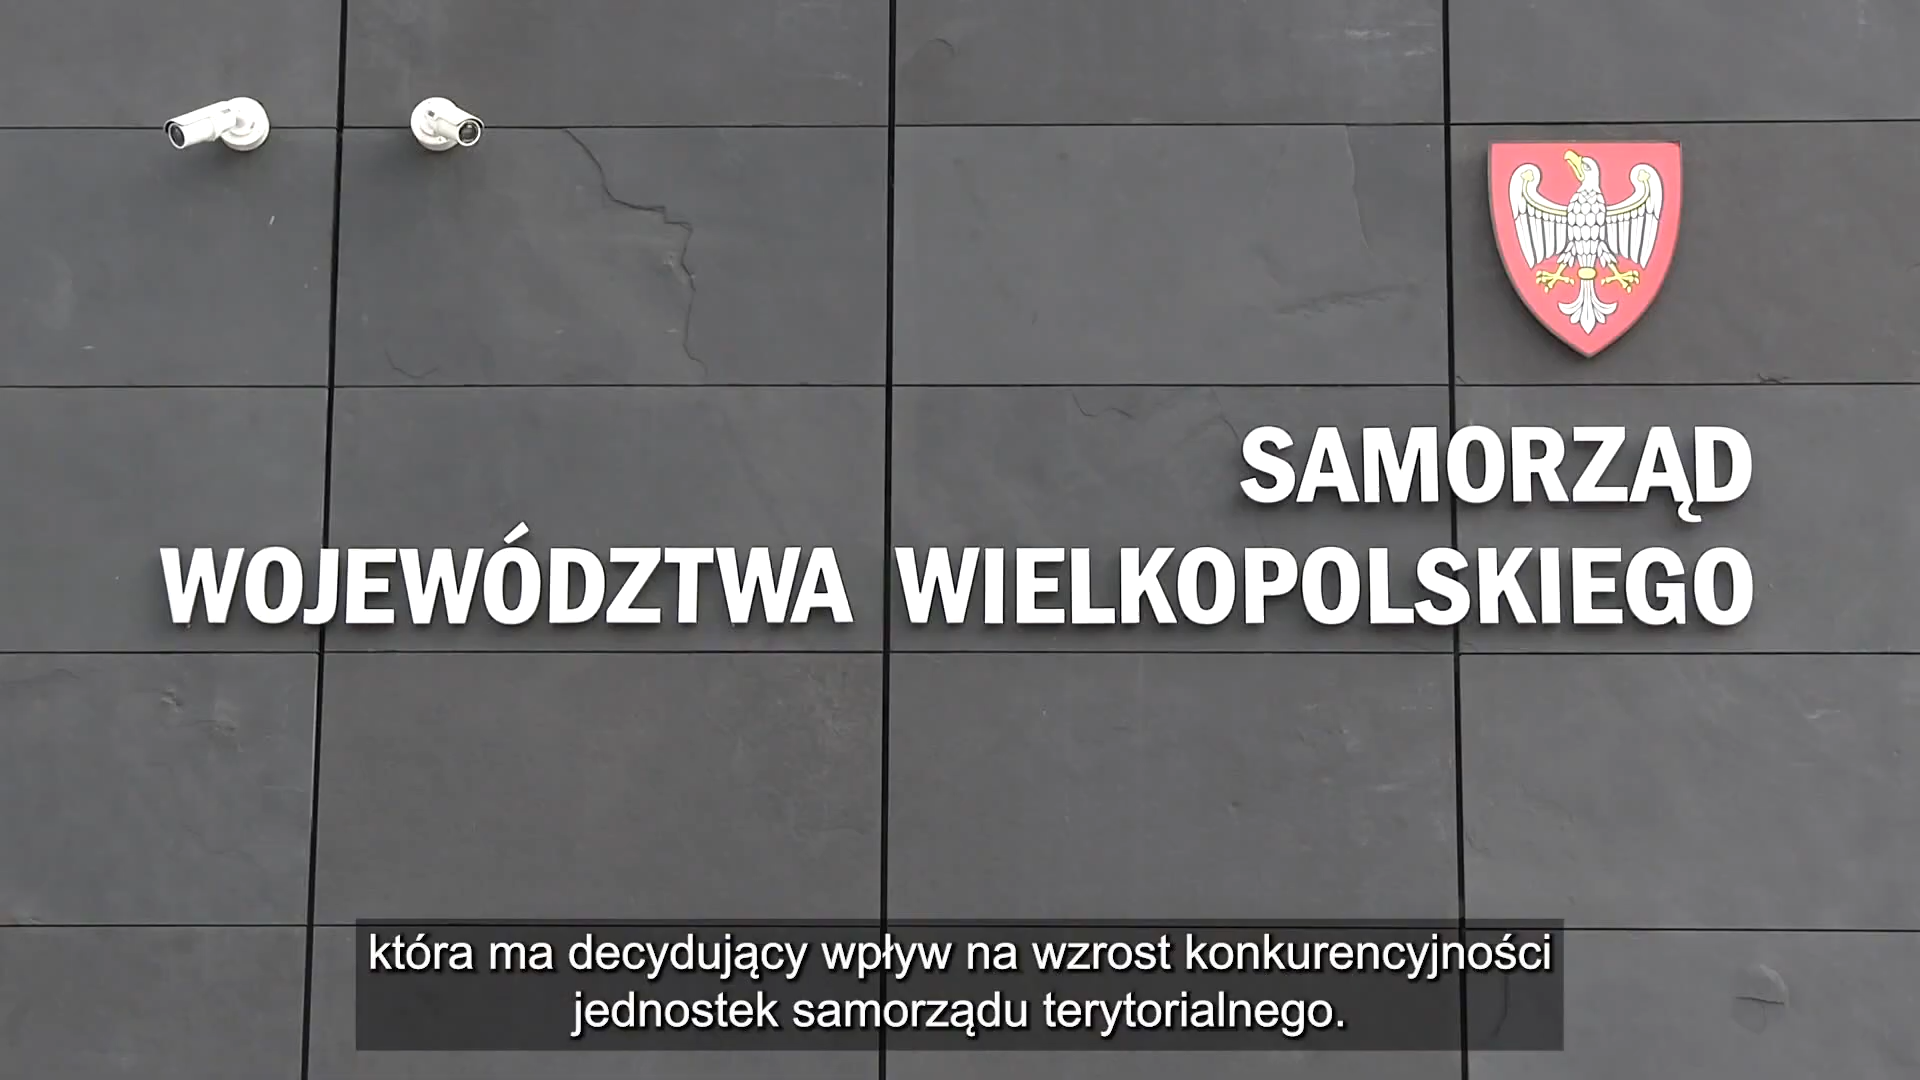 SAMORZĄD
WOJEWÓDZTWA WIELKOPOLSKIEGO
która ma decydujący wpływ na wzrost konkurencyjności
jednostek samorządu terytorialnego.